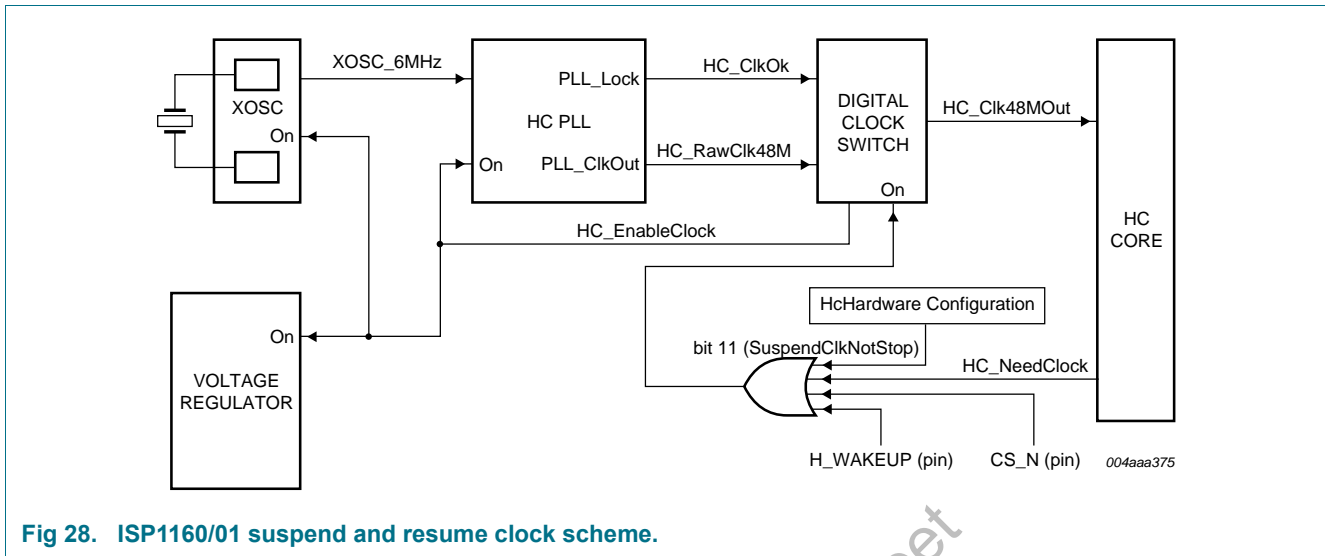 XOSC_6MHz
XOSC
On
PLL_Lock
HC PLL
PLL_ClkOut
On
HC_ClkOk
HC_RawClk48M
DIGITAL
CLOCK
SWITCH
On
HC_Clk48MOut
HC
CORE
HC_EnableClock
On
VOLTAGE
REGULATOR
HcHardware Configuration
bit 11 (SuspendClkNotStop)
HC_NeedClock
H_WAKEUP (pin)
CS_N (pin)
004aaa375
Fig 28. ISP1160/01 suspend and resume clock scheme.